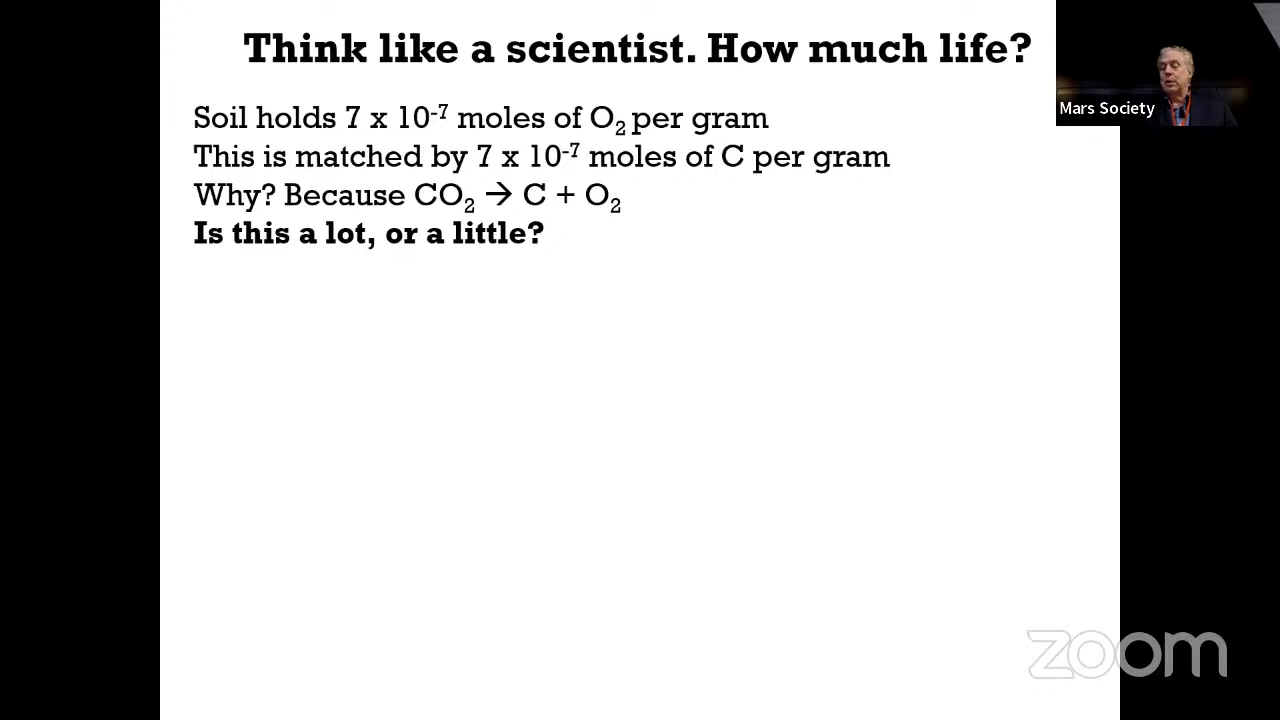 Think like a scientist. How much life?
Mars Society
Soil holds 7 x 10⁻⁷ moles of O₂ per gram
This is matched by 7 x 10⁻⁷ moles of C per gram
Why? Because CO₂ → C + O₂
Is this a lot, or a little?
zoom